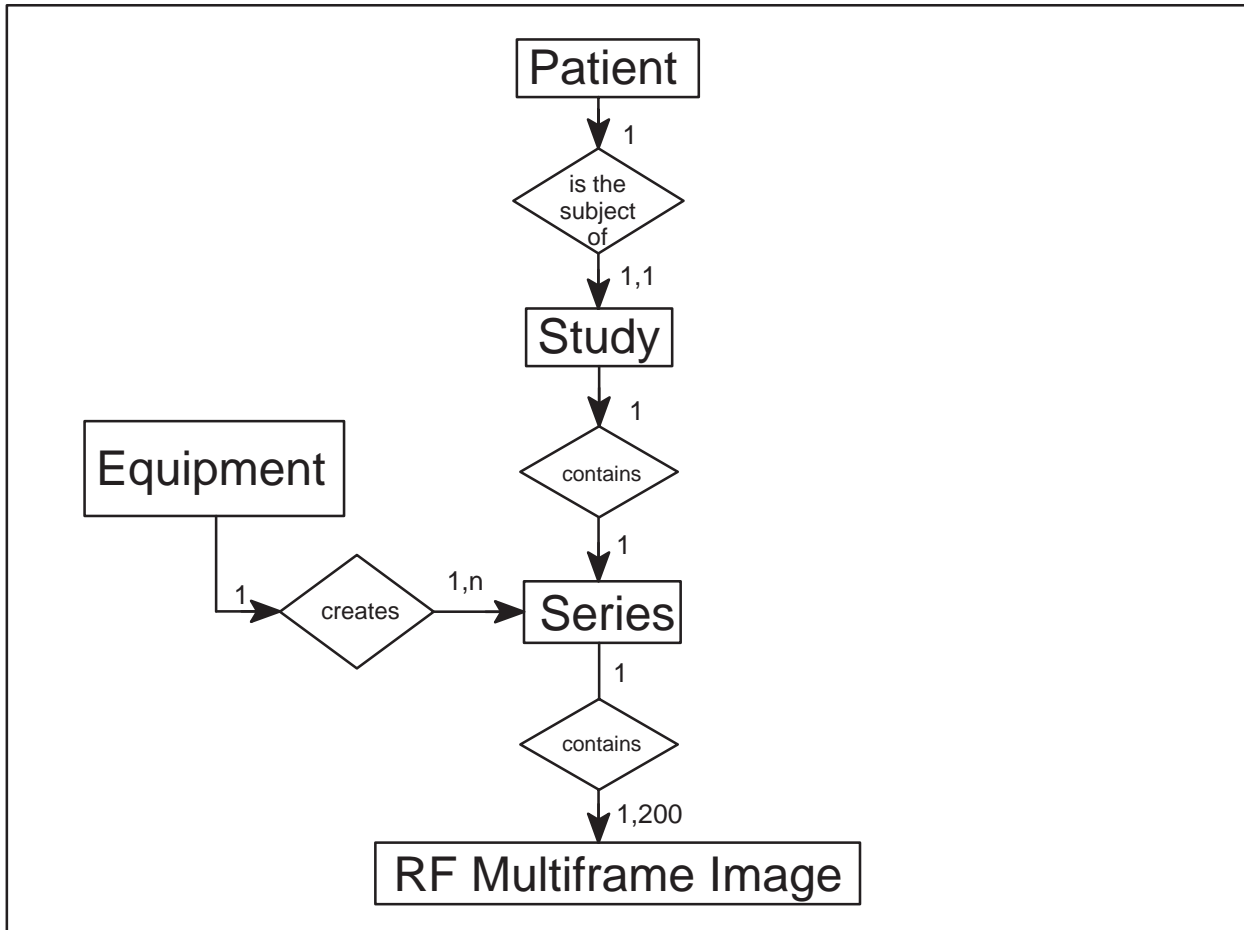 Patient
1
is the
subject
of
1,1
Study
1
contains
Equipment
1
1
creates
1,n
Series
1
contains
1,200
RF Multiframe Image